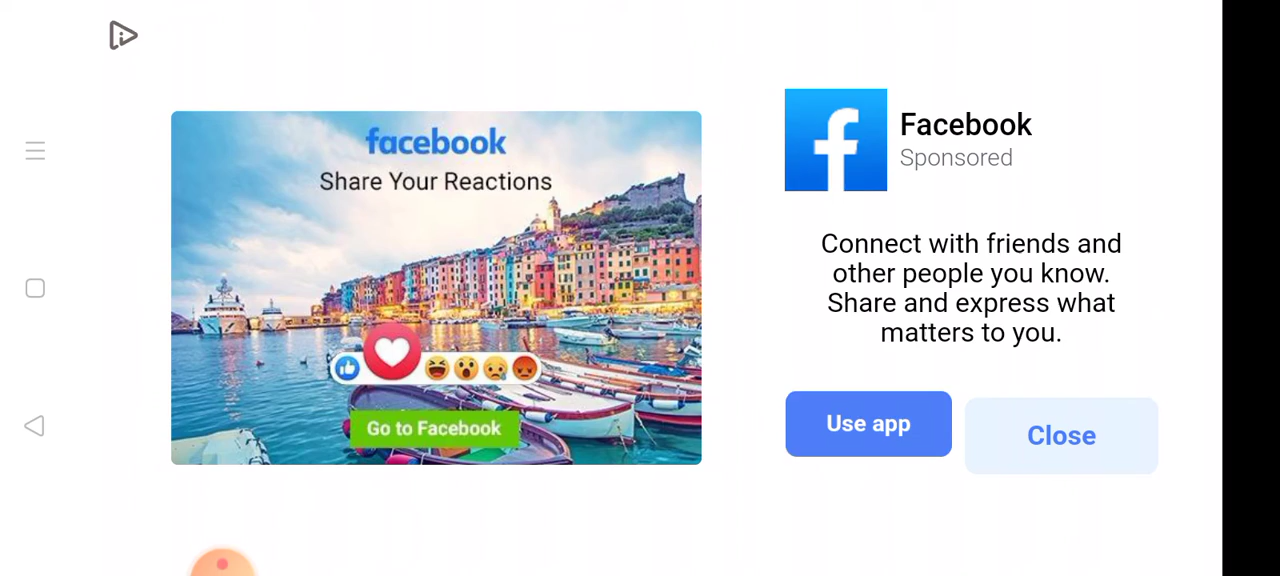 facebook
Share Your Reactions
Go to Facebook
Facebook
Sponsored
Connect with friends and
other people you know.
Share and express what
matters to you.
Use app
Close